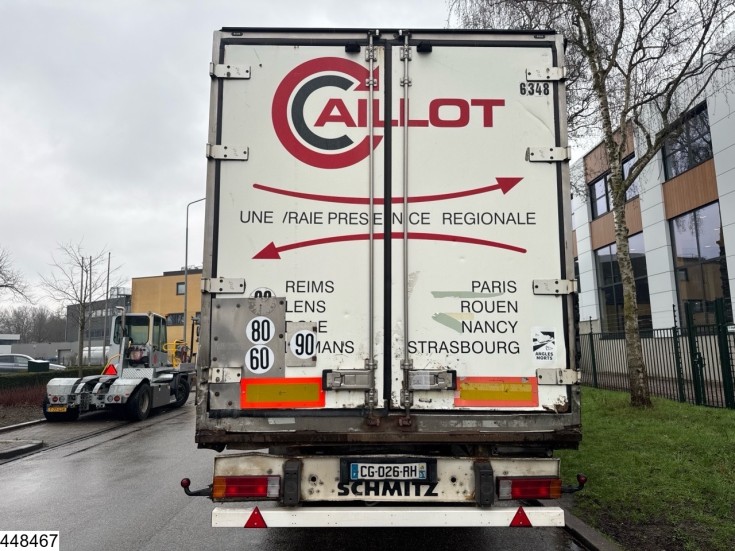 CAILLOT
6348
UNE VRAIE PRESENCE REGIONALE
REIMS
LENS
MANS
PARIS
ROUEN
NANCY
STRASBOURG
80
90
60
ANGLES MORTS
CG-026-RH
SCHMITZ
448467